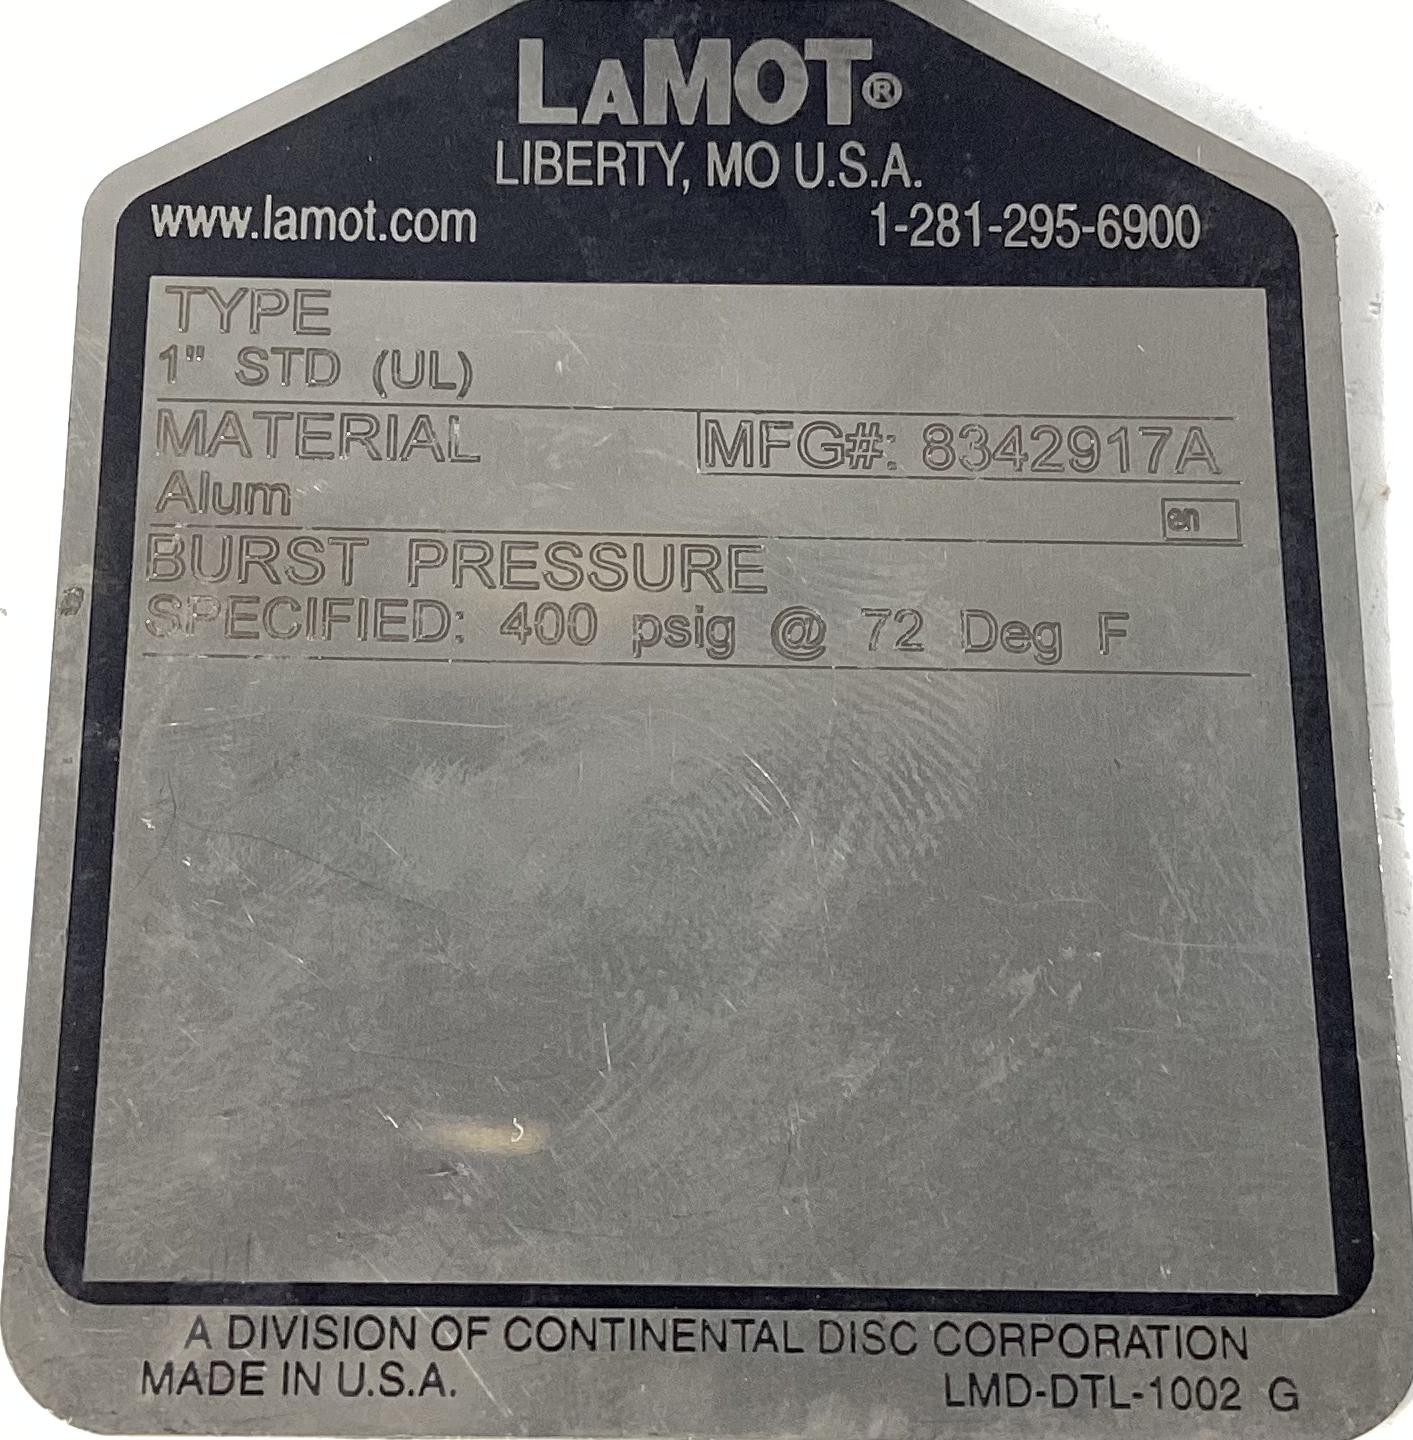 LAMOT®
LIBERTY, MO U.S.A.
www.lamot.com 1-281-295-6900
TYPE
1" STD (UL)
MATERIAL MFG#: 8342917A
Alum en
BURST PRESSURE
SPECIFIED: 400 psig @ 72 Deg F
A DIVISION OF CONTINENTAL DISC CORPORATION
MADE IN U.S.A. LMD-DTL-1002 G